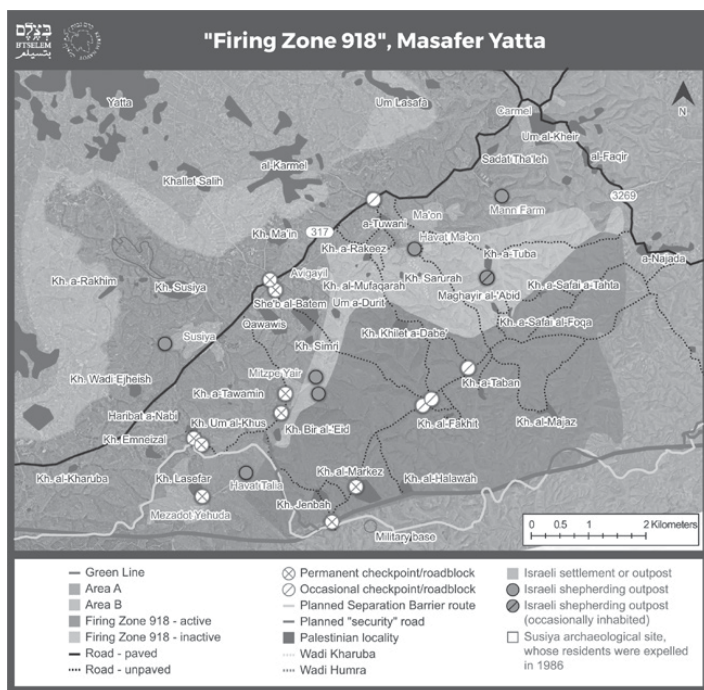 בצלם
B'TSELEM
بتسيلم
"Firing Zone 918", Masafer Yatta
Yatta
Um Lasafa
Carmel
N
Um al-Kheir
al-Karmel
Sadat Tha'leh
al-Faqir
Khallet Salih
Mann Farm
3269
a-Tuwani
Ma'on
Kh. Ma'in
317
Kh. a-Rakeez
Havat Ma'on
Kh. a-Tuba
a-Najada
Avigayil
Kh. Sarurah
Kh. a-Rakhim
Kh. Susiya
Kh. al-Mufaqarah
Maghayir al-'Abid
Kh. a-Safai a-Tahta
She'b al-Batem
Um a-Durit
Qawawis
Kh. a-Safai al-Foqa
Susiya
Kh. Simri
Kh. Khilet a-Dabe'
Kh. Wadi Ejheish
Mitzpe Yair
Kh. a-Tawamin
Kh. a-Taban
Haribat a-Nabi
Kh. Um al-Khus
Kh. Bir al-'Eid
Kh. al-Fakhit
Kh. al-Majaz
Kh. Emneizal
Kh. al-Kharuba
Kh. Lasefar
Havat Talia
Kh. al-Markez
Kh. al-Halawah
Mezadot Yehuda
Kh. Jenbah
Military base
0 0.5 1 2 Kilometers
Green Line
Area A
Area B
Firing Zone 918 - active
Firing Zone 918 - inactive
Road - paved
Road - unpaved
Permanent checkpoint/roadblock
Occasional checkpoint/roadblock
Planned Separation Barrier route
Planned "security" road
Palestinian locality
Wadi Kharuba
Wadi Humra
Israeli settlement or outpost
Israeli shepherding outpost
Israeli shepherding outpost
(occasionally inhabited)
Susiya archaeological site,
whose residents were expelled
in 1986